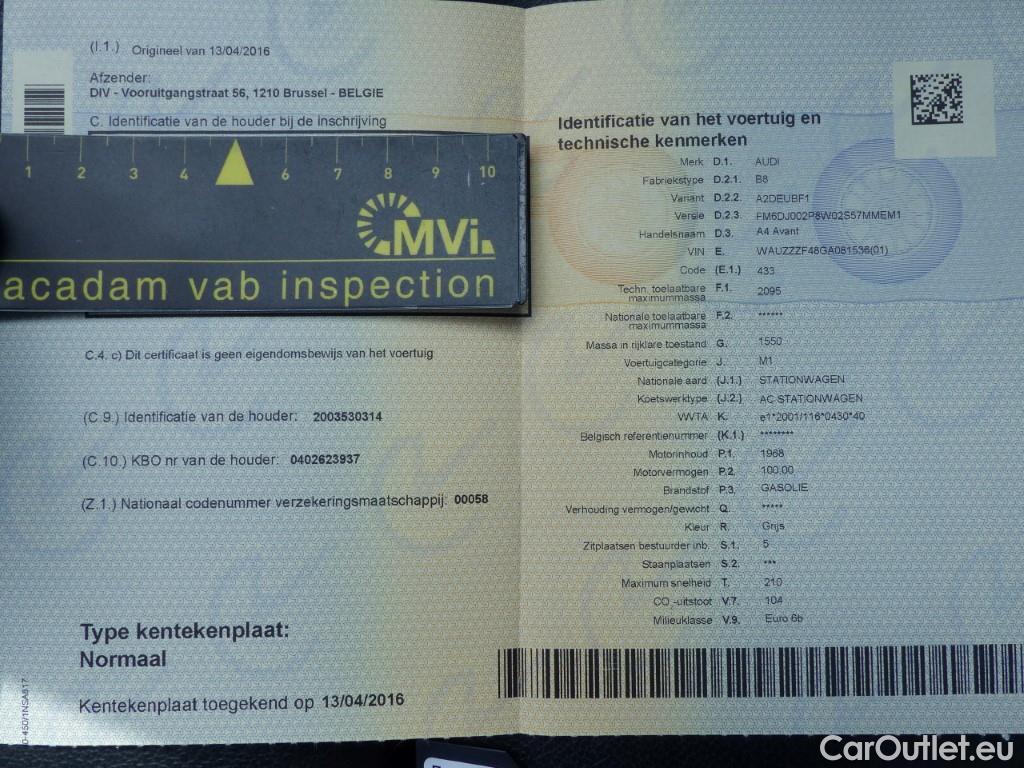 (I.1.) Origineel van 13/04/2016
Afzender:
DIV - Vooruitgangstraat 56, 1210 Brussel - BELGIE
C. Identificatie van de houder bij de inschrijving
1 2 3 4 6 7 8 9 10
MVi.
acadam vab inspection
C.4. c) Dit certificaat is geen eigendomsbewijs van het voertuig
(C.9.) Identificatie van de houder: 2003530314
(C.10.) KBO nr van de houder: 0402623937
(Z.1.) Nationaal codenummer verzekeringsmaatschappij: 00058
Type kentekenplaat:
Normaal
Kentekenplaat toegekend op 13/04/2016
0-450/1NSA817
Identificatie van het voertuig en
technische kenmerken
Merk D.1. AUDI
Fabriekstype D.2.1. B8
Variant D.2.2. A2DEUBF1
Versie D.2.3. FM6DJ002P8W02S57MMEM1
Handelsnaam D.3. A4 Avant
VIN E. WAUZZZF48GA081536(01)
Code (E.1.) 433
Techn. toelaatbare
maximummassa F.1. 2095
Nationale toelaatbare
maximummassa F.2. ******
Massa in rijklare toestand G. 1550
Voertuigcategorie J. M1
Nationale aard (J.1.) STATIONWAGEN
Koetswerktype (J.2.) AC STATIONWAGEN
VWTA K. e1*2001/116*0430*40
Belgisch referentienummer (K.1.) ********
Motorinhoud P.1. 1968
Motorvermogen P.2. 100,00
Brandstof P.3. GASOLIE
Verhouding vermogen/gewicht Q. *****
Kleur R. Grijs
Zitplaatsen bestuurder inb. S.1. 5
Staanplaatsen S.2. ***
Maximum snelheid T. 210
CO₂-uitstoot V.7. 104
Milieuklasse V.9. Euro 6b
CarOutlet.eu